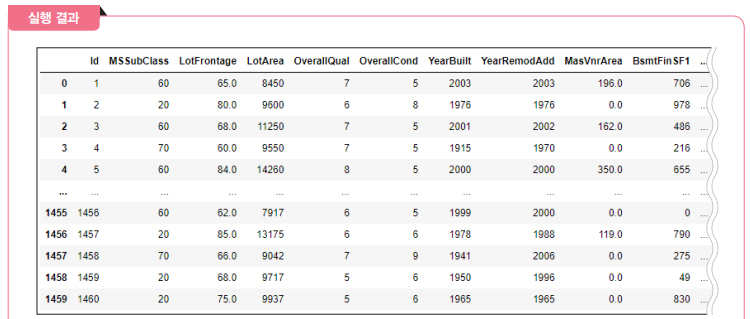 실행 결과
Id MSSubClass LotFrontage LotArea OverallQual OverallCond YearBuilt YearRemodAdd MasVnrArea BsmtFinSF1 ...
0 1 60 65.0 8450 7 5 2003 2003 196.0 706 ...
1 2 20 80.0 9600 6 8 1976 1976 0.0 978 ...
2 3 60 68.0 11250 7 5 2001 2002 162.0 486 ...
3 4 70 60.0 9550 7 5 1915 1970 0.0 216 ...
4 5 60 84.0 14260 8 5 2000 2000 350.0 655 ...
... ... ... ... ... ... ... ... ... ... ... ...
1455 1456 60 62.0 7917 6 5 1999 2000 0.0 0 ...
1456 1457 20 85.0 13175 6 6 1978 1988 119.0 790 ...
1457 1458 70 66.0 9042 7 9 1941 2006 0.0 275 ...
1458 1459 20 68.0 9717 5 6 1950 1996 0.0 49 ...
1459 1460 20 75.0 9937 5 6 1965 1965 0.0 830 ...